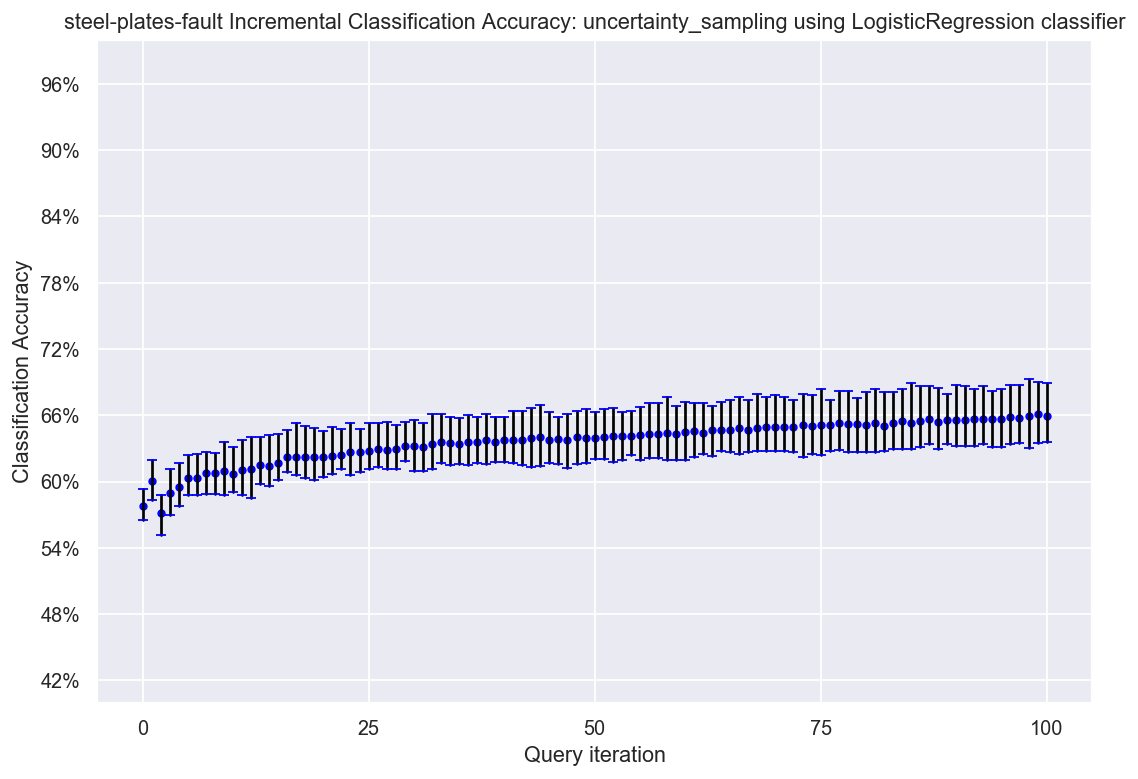 steel-plates-fault Incremental Classification Accuracy: uncertainty_sampling using LogisticRegression classifier
96%
90%
84%
78%
72%
66%
60%
54%
48%
42%
Classification Accuracy
0 25 50 75 100
Query iteration